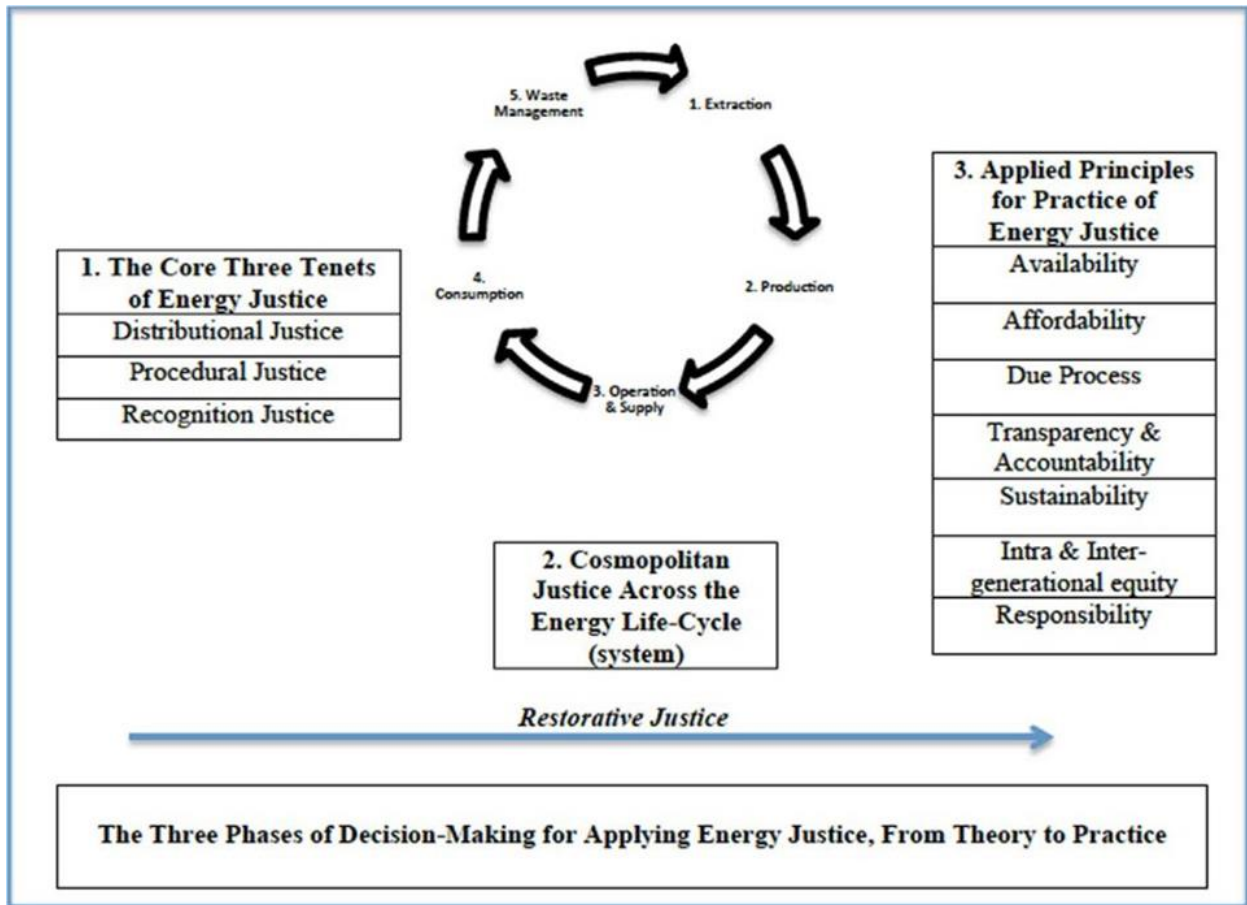 5. Waste
Management
1. Extraction
2. Production
3. Operation
& Supply
4.
Consumption
1. The Core Three Tenets
of Energy Justice
Distributional Justice
Procedural Justice
Recognition Justice
2. Cosmopolitan
Justice Across the
Energy Life-Cycle
(system)
3. Applied Principles
for Practice of
Energy Justice
Availability
Affordability
Due Process
Transparency &
Accountability
Sustainability
Intra & Inter-
generational equity
Responsibility
Restorative Justice
The Three Phases of Decision-Making for Applying Energy Justice, From Theory to Practice